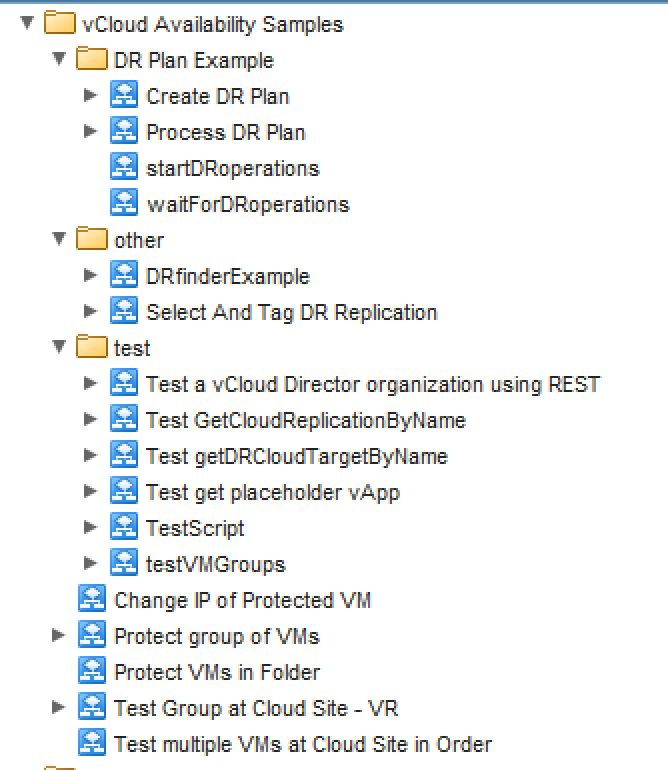 vCloud Availability Samples
DR Plan Example
Create DR Plan
Process DR Plan
startDRoperations
waitForDRoperations
other
DRfinderExample
Select And Tag DR Replication
test
Test a vCloud Director organization using REST
Test GetCloudReplicationByName
Test getDRCloudTargetByName
Test get placeholder vApp
TestScript
testVMGroups
Change IP of Protected VM
Protect group of VMs
Protect VMs in Folder
Test Group at Cloud Site - VR
Test multiple VMs at Cloud Site in Order